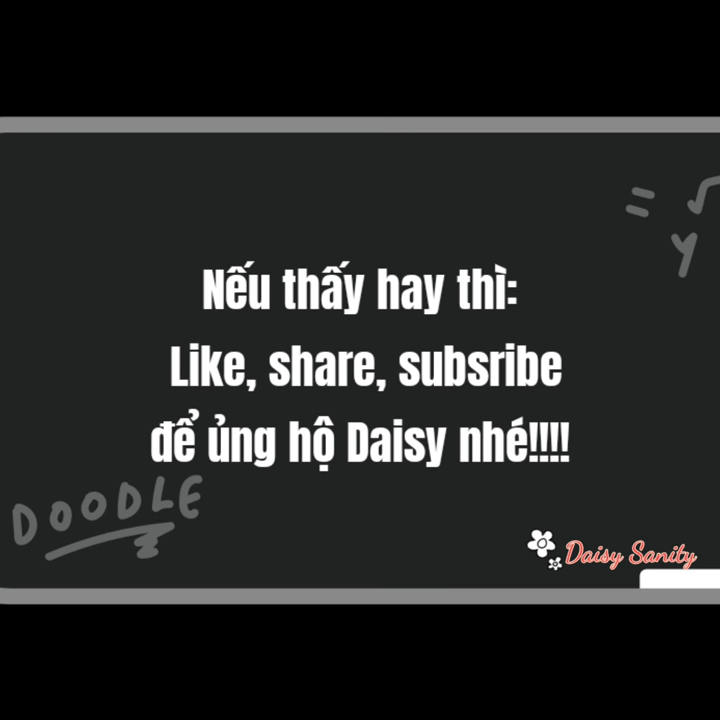 = √
y
Nếu thấy hay thì:
Like, share, subsribe
để ủng hộ Daisy nhé!!!!
DOODLE
Daisy Sanity